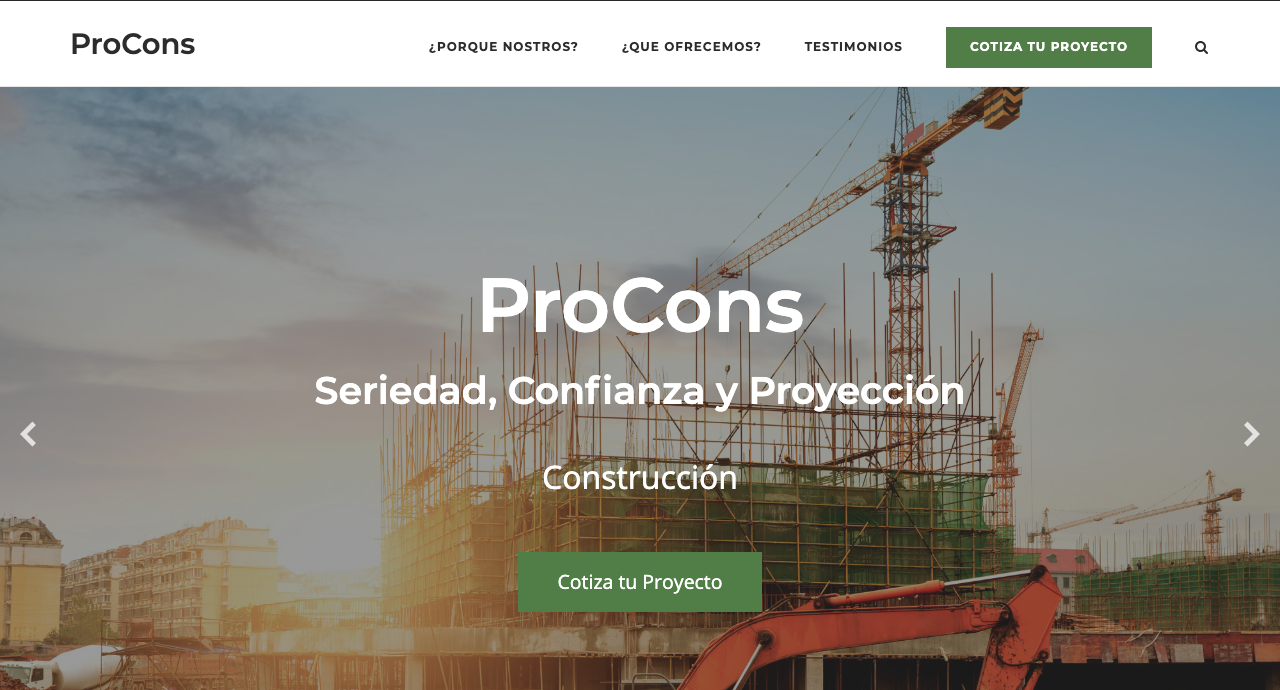 ProCons
¿PORQUE NOSTROS?
¿QUE OFRECEMOS?
TESTIMONIOS
COTIZA TU PROYECTO
ProCons
Seriedad, Confianza y Proyección
Construcción
Cotiza tu Proyecto